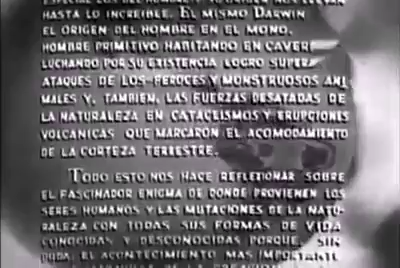 HASTA LO INCREIBLE. EL MISMO DARWIN
EL ORIGEN DEL HOMBRE EN EL MONO,
HOMBRE PRIMITIVO HABITANDO EN CAVER
LUCHANDO POR SU EXISTENCIA LOGRO SUPERA
ATAQUES DE LOS FEROCES Y MONSTRUOSOS ANI
MALES Y, TAMBIEN, LAS FUERZAS DESATADAS DE
LA NATURALEZA EN CATACLISMOS Y ERUPCIONES
VOLCANICAS QUE MARCARON EL ACOMODAMIENTO
DE LA CORTEZA TERRESTRE.
TODO ESTO NOS HACE REFLEXIONAR SOBRE
EL FASCINADOR ENIGMA DE DONDE PROVIENEN LOS
SERES HUMANOS Y LAS MUTACIONES DE LA NATU-
RALEZA CON TODAS SUS FORMAS DE VIDA
CONOCIDAS Y DESCONOCIDAS PORQUE, SIN
DUDA, EL ACONTECIMIENTO MAS IMPORTANTE